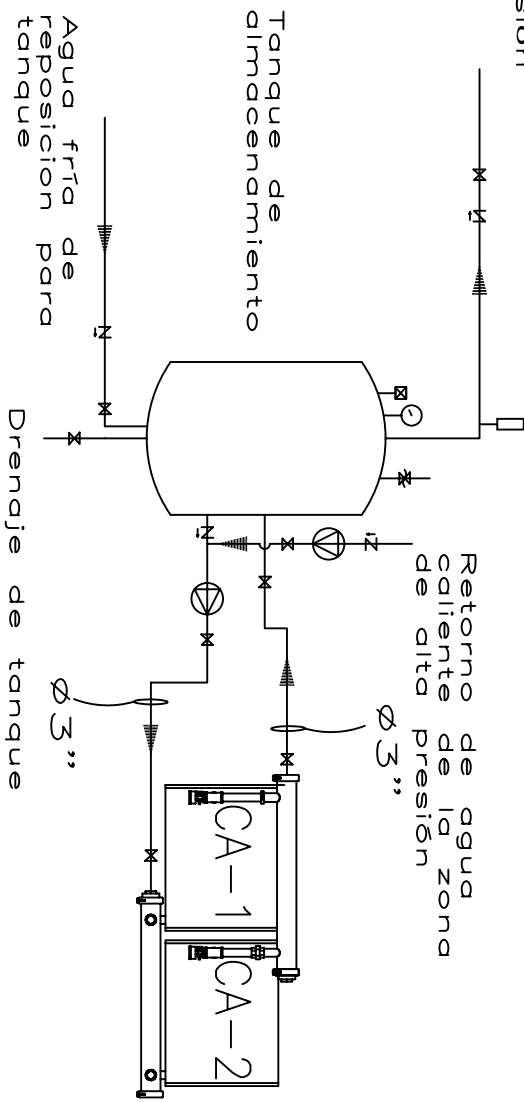 Tanque de
almacenamiento
Agua fría de
reposicion para
tanque
Drenaje de tanque
Retorno de agua
caliente de la zona
de alta presión
Ø 3"
Ø 3"
CA-1
CA-2